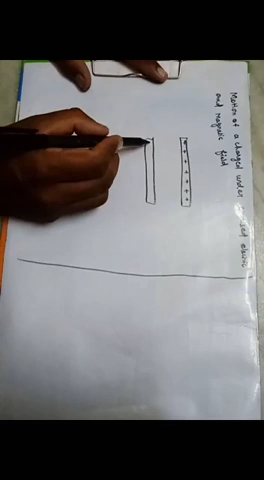 Motion of a charged under crossed electric
and magnetic field
+ + + + + + +